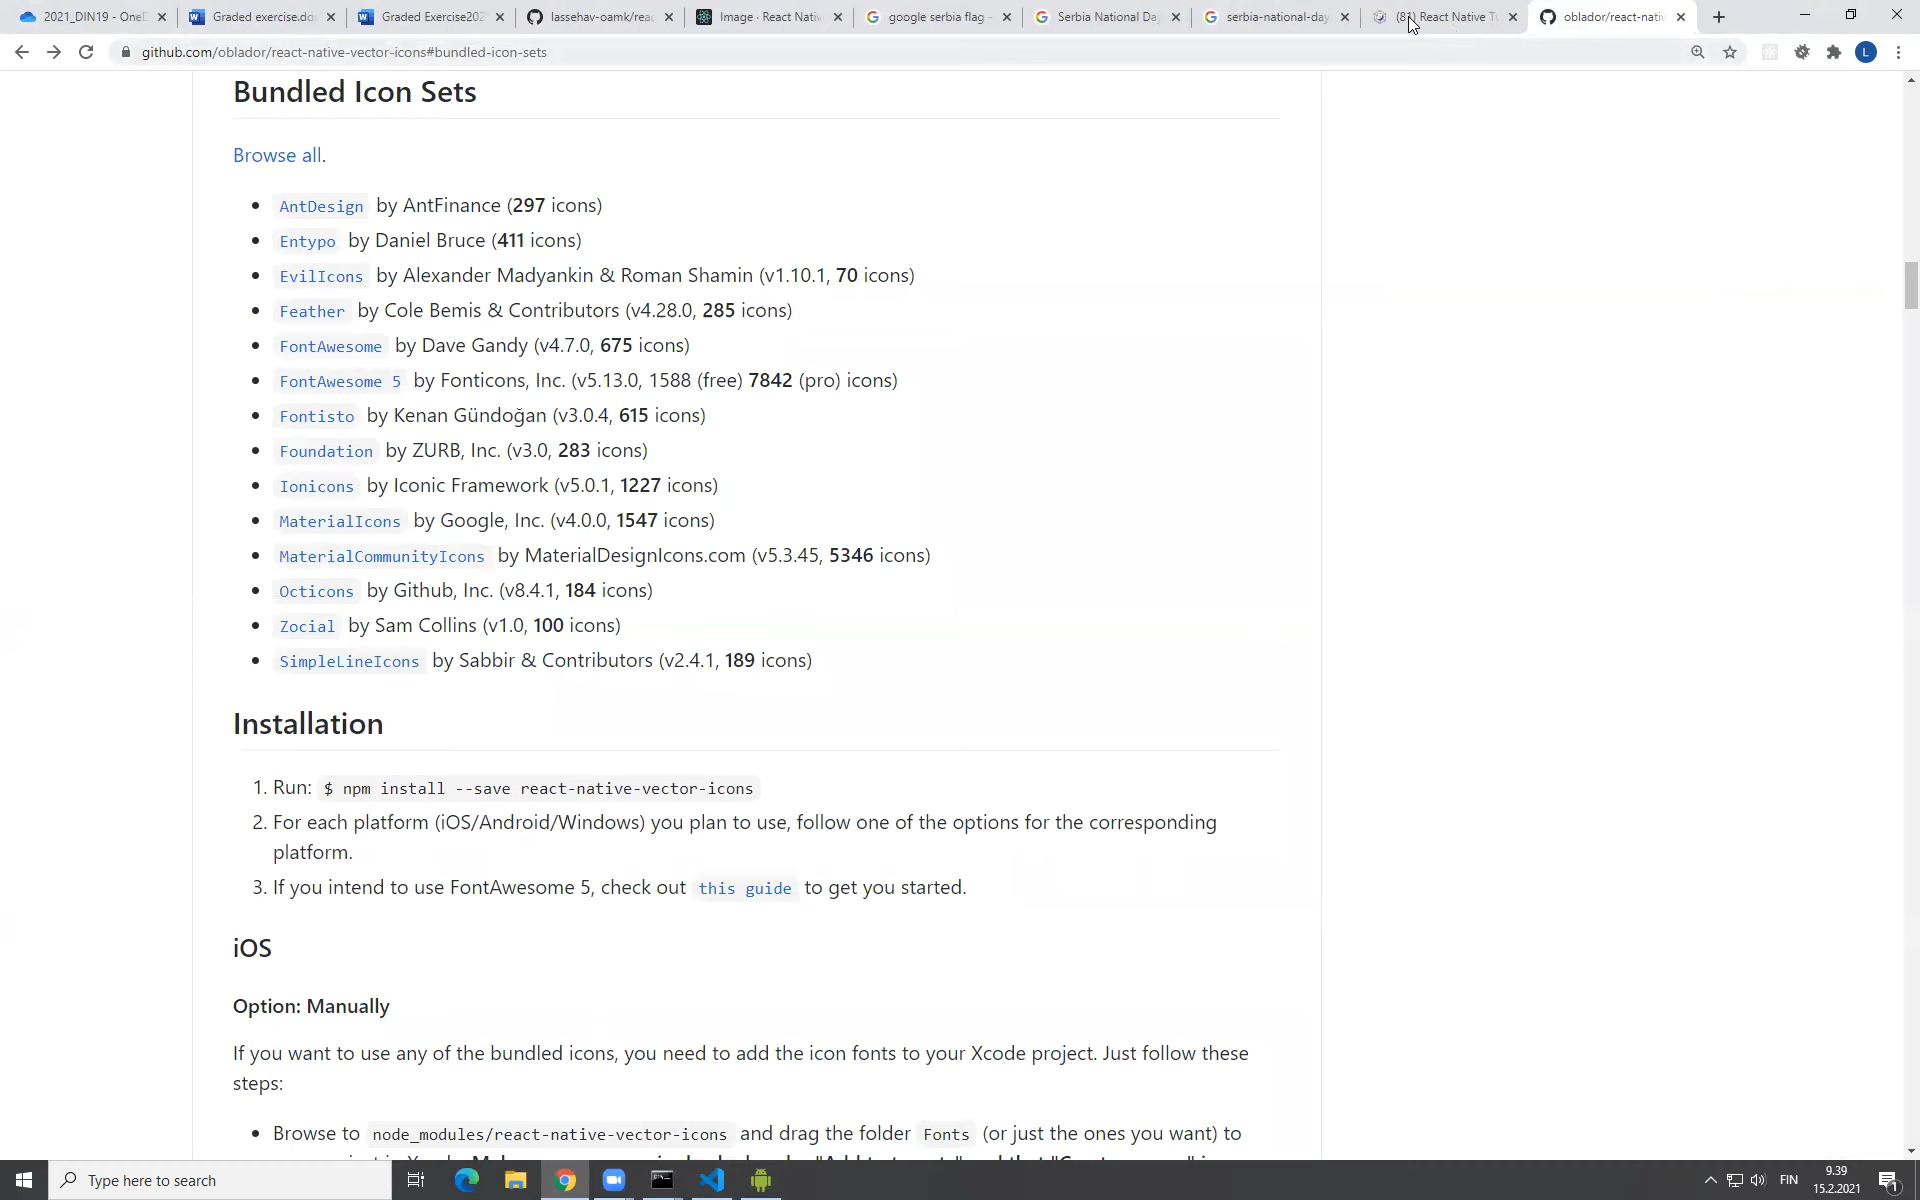 2021_DIN19 - OneD
Graded exercise.do
Graded Exercise202
lassehav-oamk/rea
Image · React Nativ
google serbia flag -
Serbia National Da
serbia-national-day
(81) React Native Tu
oblador/react-nativ
github.com/oblador/react-native-vector-icons#bundled-icon-sets
L
Bundled Icon Sets
Browse all.
AntDesign by AntFinance (297 icons)
Entypo by Daniel Bruce (411 icons)
EvilIcons by Alexander Madyankin & Roman Shamin (v1.10.1, 70 icons)
Feather by Cole Bemis & Contributors (v4.28.0, 285 icons)
FontAwesome by Dave Gandy (v4.7.0, 675 icons)
FontAwesome 5 by Fonticons, Inc. (v5.13.0, 1588 (free) 7842 (pro) icons)
Fontisto by Kenan Gündoğan (v3.0.4, 615 icons)
Foundation by ZURB, Inc. (v3.0, 283 icons)
Ionicons by Iconic Framework (v5.0.1, 1227 icons)
MaterialIcons by Google, Inc. (v4.0.0, 1547 icons)
MaterialCommunityIcons by MaterialDesignIcons.com (v5.3.45, 5346 icons)
Octicons by Github, Inc. (v8.4.1, 184 icons)
Zocial by Sam Collins (v1.0, 100 icons)
SimpleLineIcons by Sabbir & Contributors (v2.4.1, 189 icons)
Installation
1. Run: $ npm install --save react-native-vector-icons
2. For each platform (iOS/Android/Windows) you plan to use, follow one of the options for the corresponding
platform.
3. If you intend to use FontAwesome 5, check out this guide to get you started.
iOS
Option: Manually
If you want to use any of the bundled icons, you need to add the icon fonts to your Xcode project. Just follow these
steps:
Browse to node_modules/react-native-vector-icons and drag the folder Fonts (or just the ones you want) to
Type here to search
FIN
9.39
15.2.2021
1